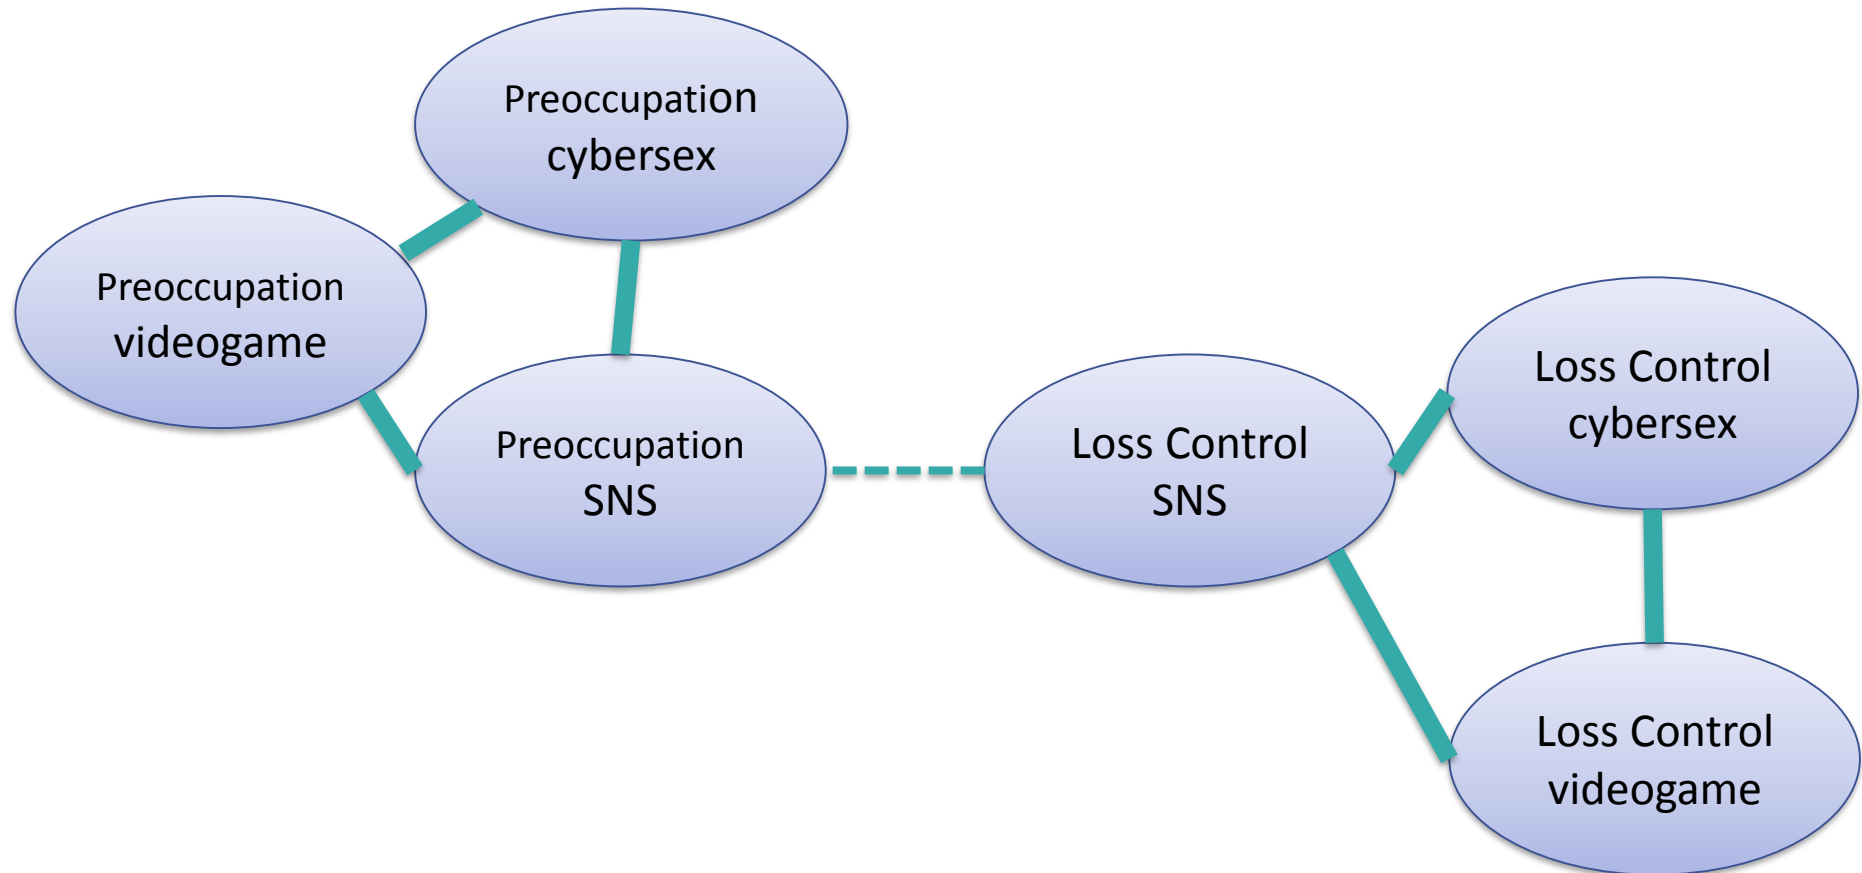 Preoccupation
cybersex
Preoccupation
videogame
Preoccupation
SNS
Loss Control
SNS
Loss Control
cybersex
Loss Control
videogame